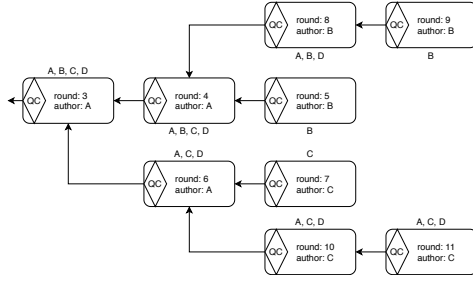 QC
round: 8
author: B
A, B, D
QC
round: 9
author: B
B
A, B, C, D
QC
round: 3
author: A
QC
round: 4
author: A
A, B, C, D
QC
round: 5
author: B
B
A, C, D
QC
round: 6
author: A
C
QC
round: 7
author: C
A, C, D
QC
round: 10
author: C
A, C, D
QC
round: 11
author: C